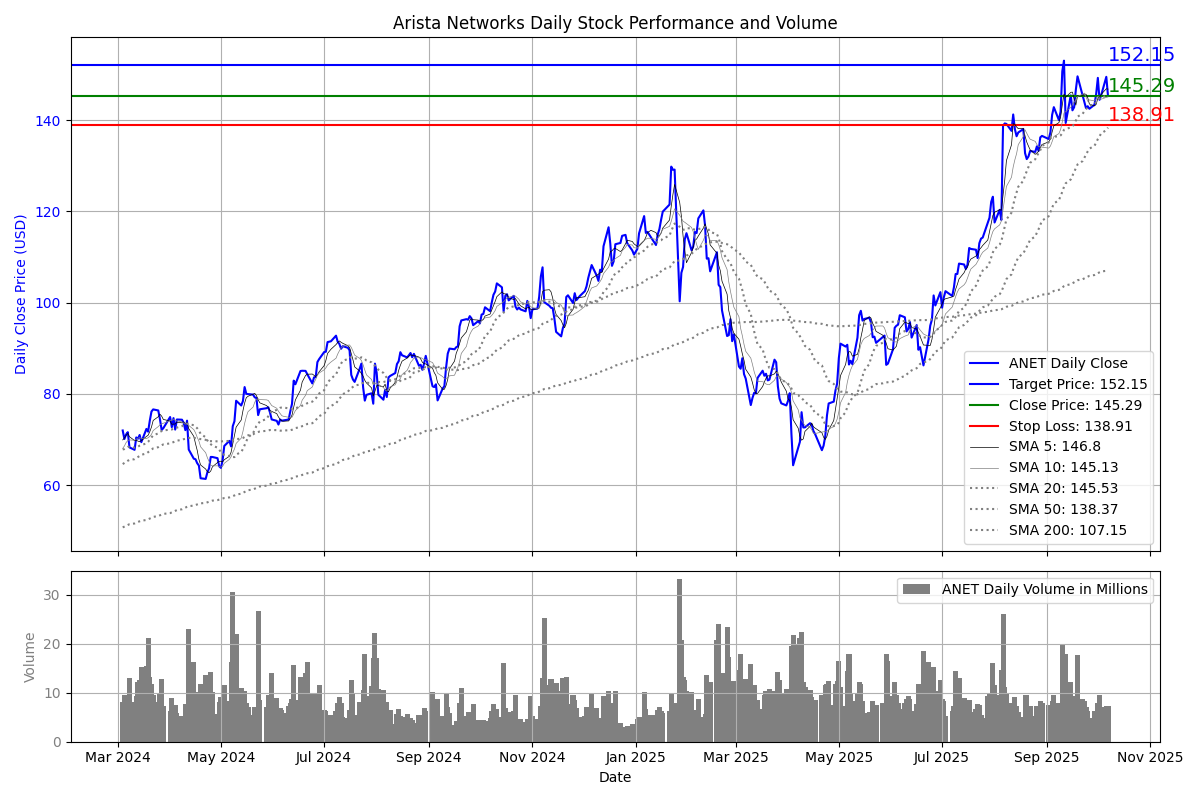 Arista Networks Daily Stock Performance and Volume
152.15
145.29
138.91
140
120
100
80
60
Daily Close Price (USD)
ANET Daily Close
Target Price: 152.15
Close Price: 145.29
Stop Loss: 138.91
SMA 5: 146.8
SMA 10: 145.13
SMA 20: 145.53
SMA 50: 138.37
SMA 200: 107.15
ANET Daily Volume in Millions
30
20
10
0
Volume
Mar 2024 May 2024 Jul 2024 Sep 2024 Nov 2024 Jan 2025 Mar 2025 May 2025 Jul 2025 Sep 2025 Nov 2025
Date